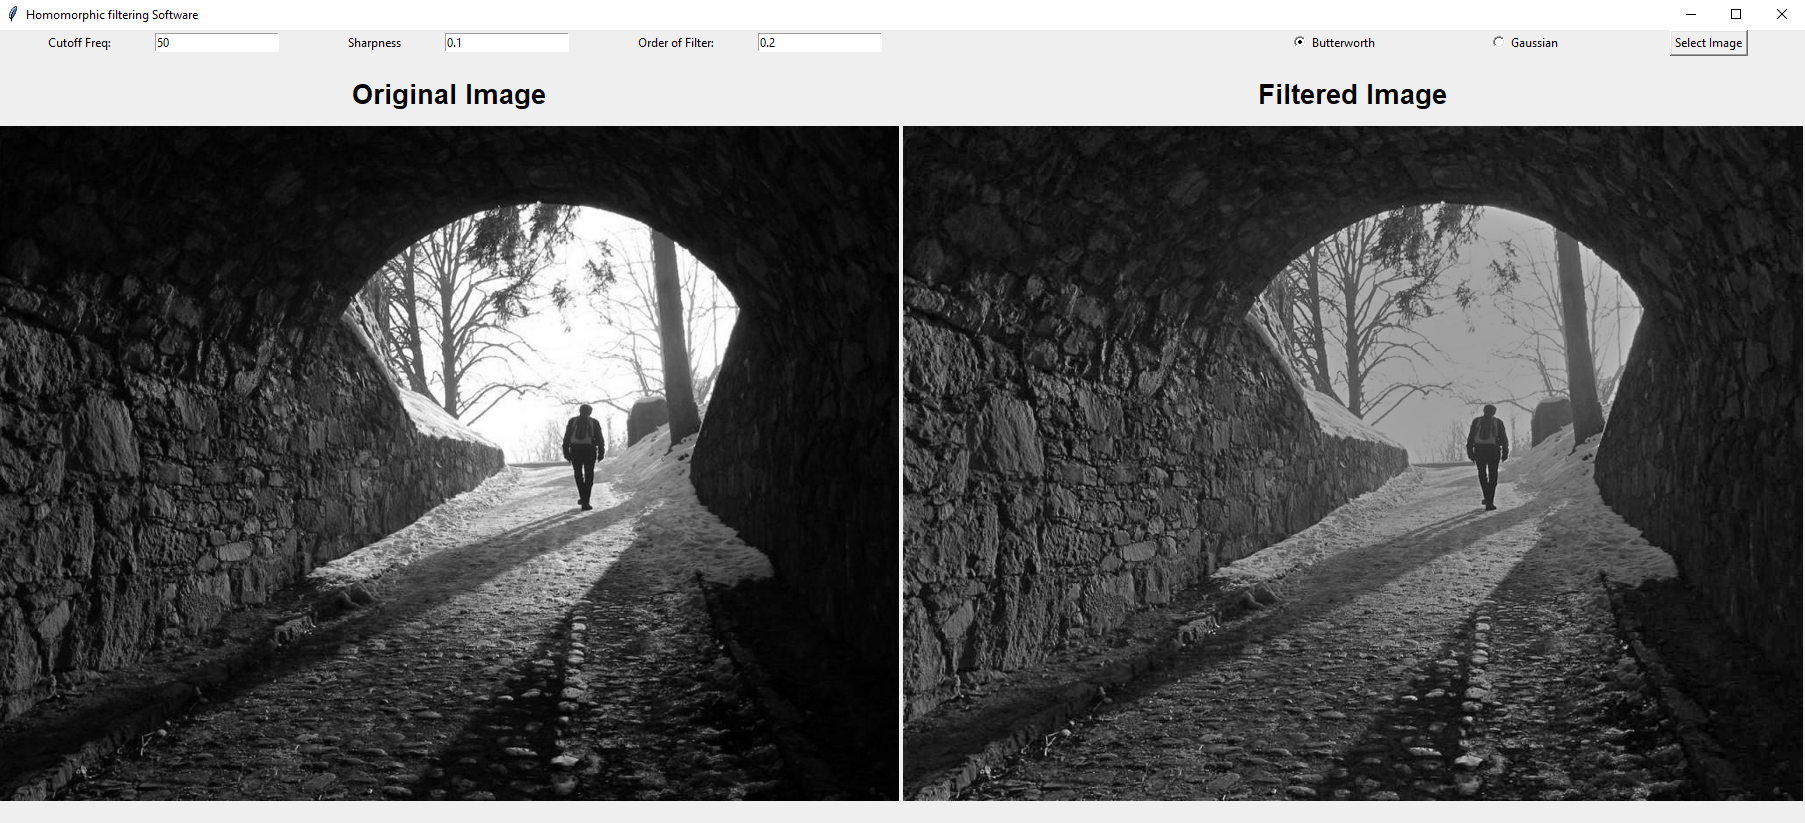 Homomorphic filtering Software
Cutoff Freq: 50 Sharpness 0.1 Order of Filter: 0.2 Butterworth Gaussian Select Image
Original Image Filtered Image